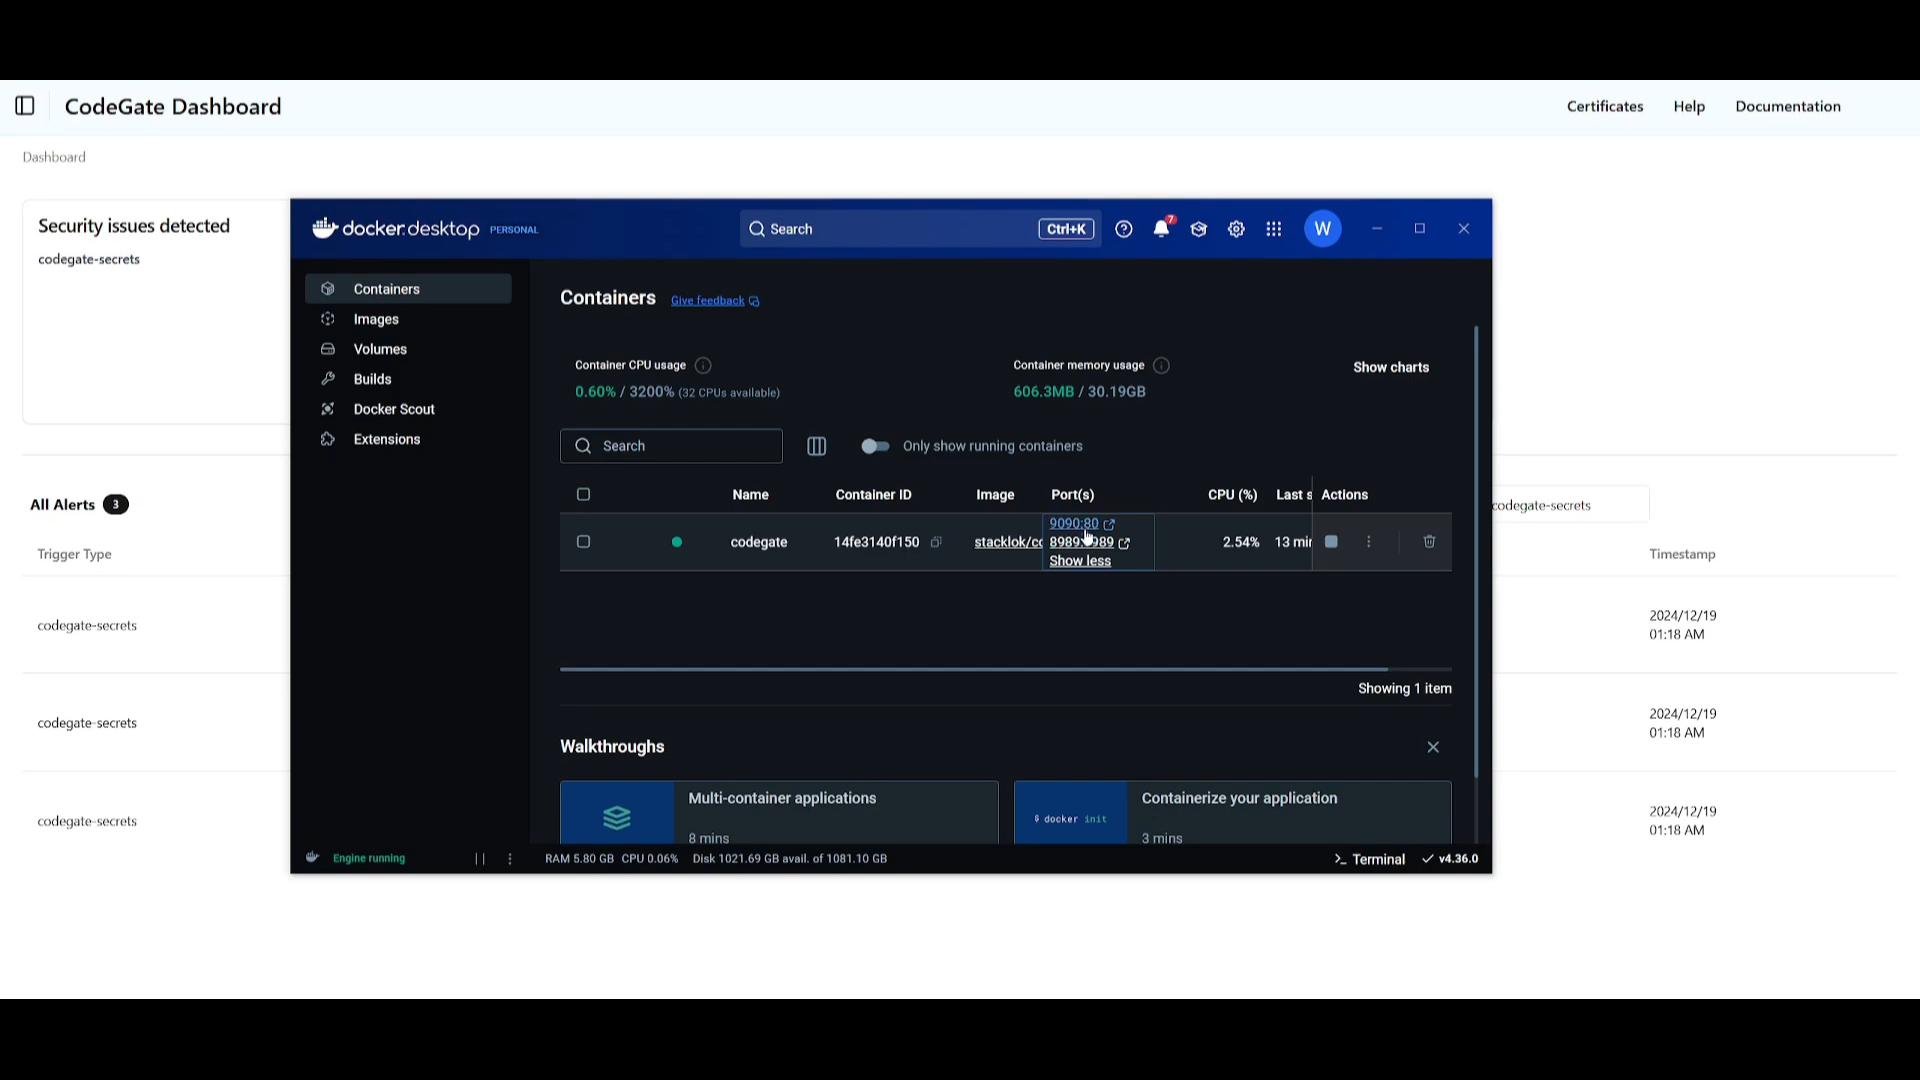 CodeGate Dashboard
Certificates
Help
Documentation
Dashboard
Security issues detected
codegate-secrets
docker.desktop PERSONAL
Search
Ctrl+K
7
W
Containers
Images
Volumes
Builds
Docker Scout
Extensions
Containers Give feedback
Container CPU usage
0.60% / 3200% (32 CPUs available)
Container memory usage
606.3MB / 30.19GB
Show charts
Search
Only show running containers
Name Container ID Image Port(s) CPU (%) Last s Actions
9090:80
codegate 14fe3140f150 stacklok/co 2.54% 13 min
Show less
Showing 1 item
Walkthroughs
Multi-container applications
8 mins
$ docker init
Containerize your application
3 mins
Engine running
RAM 5.80 GB CPU 0.06% Disk 1021.69 GB avail. of 1081.10 GB
Terminal
v4.36.0
All Alerts 3
codegate-secrets
Trigger Type
Timestamp
codegate-secrets
2024/12/19
01:18 AM
codegate-secrets
2024/12/19
01:18 AM
codegate-secrets
2024/12/19
01:18 AM